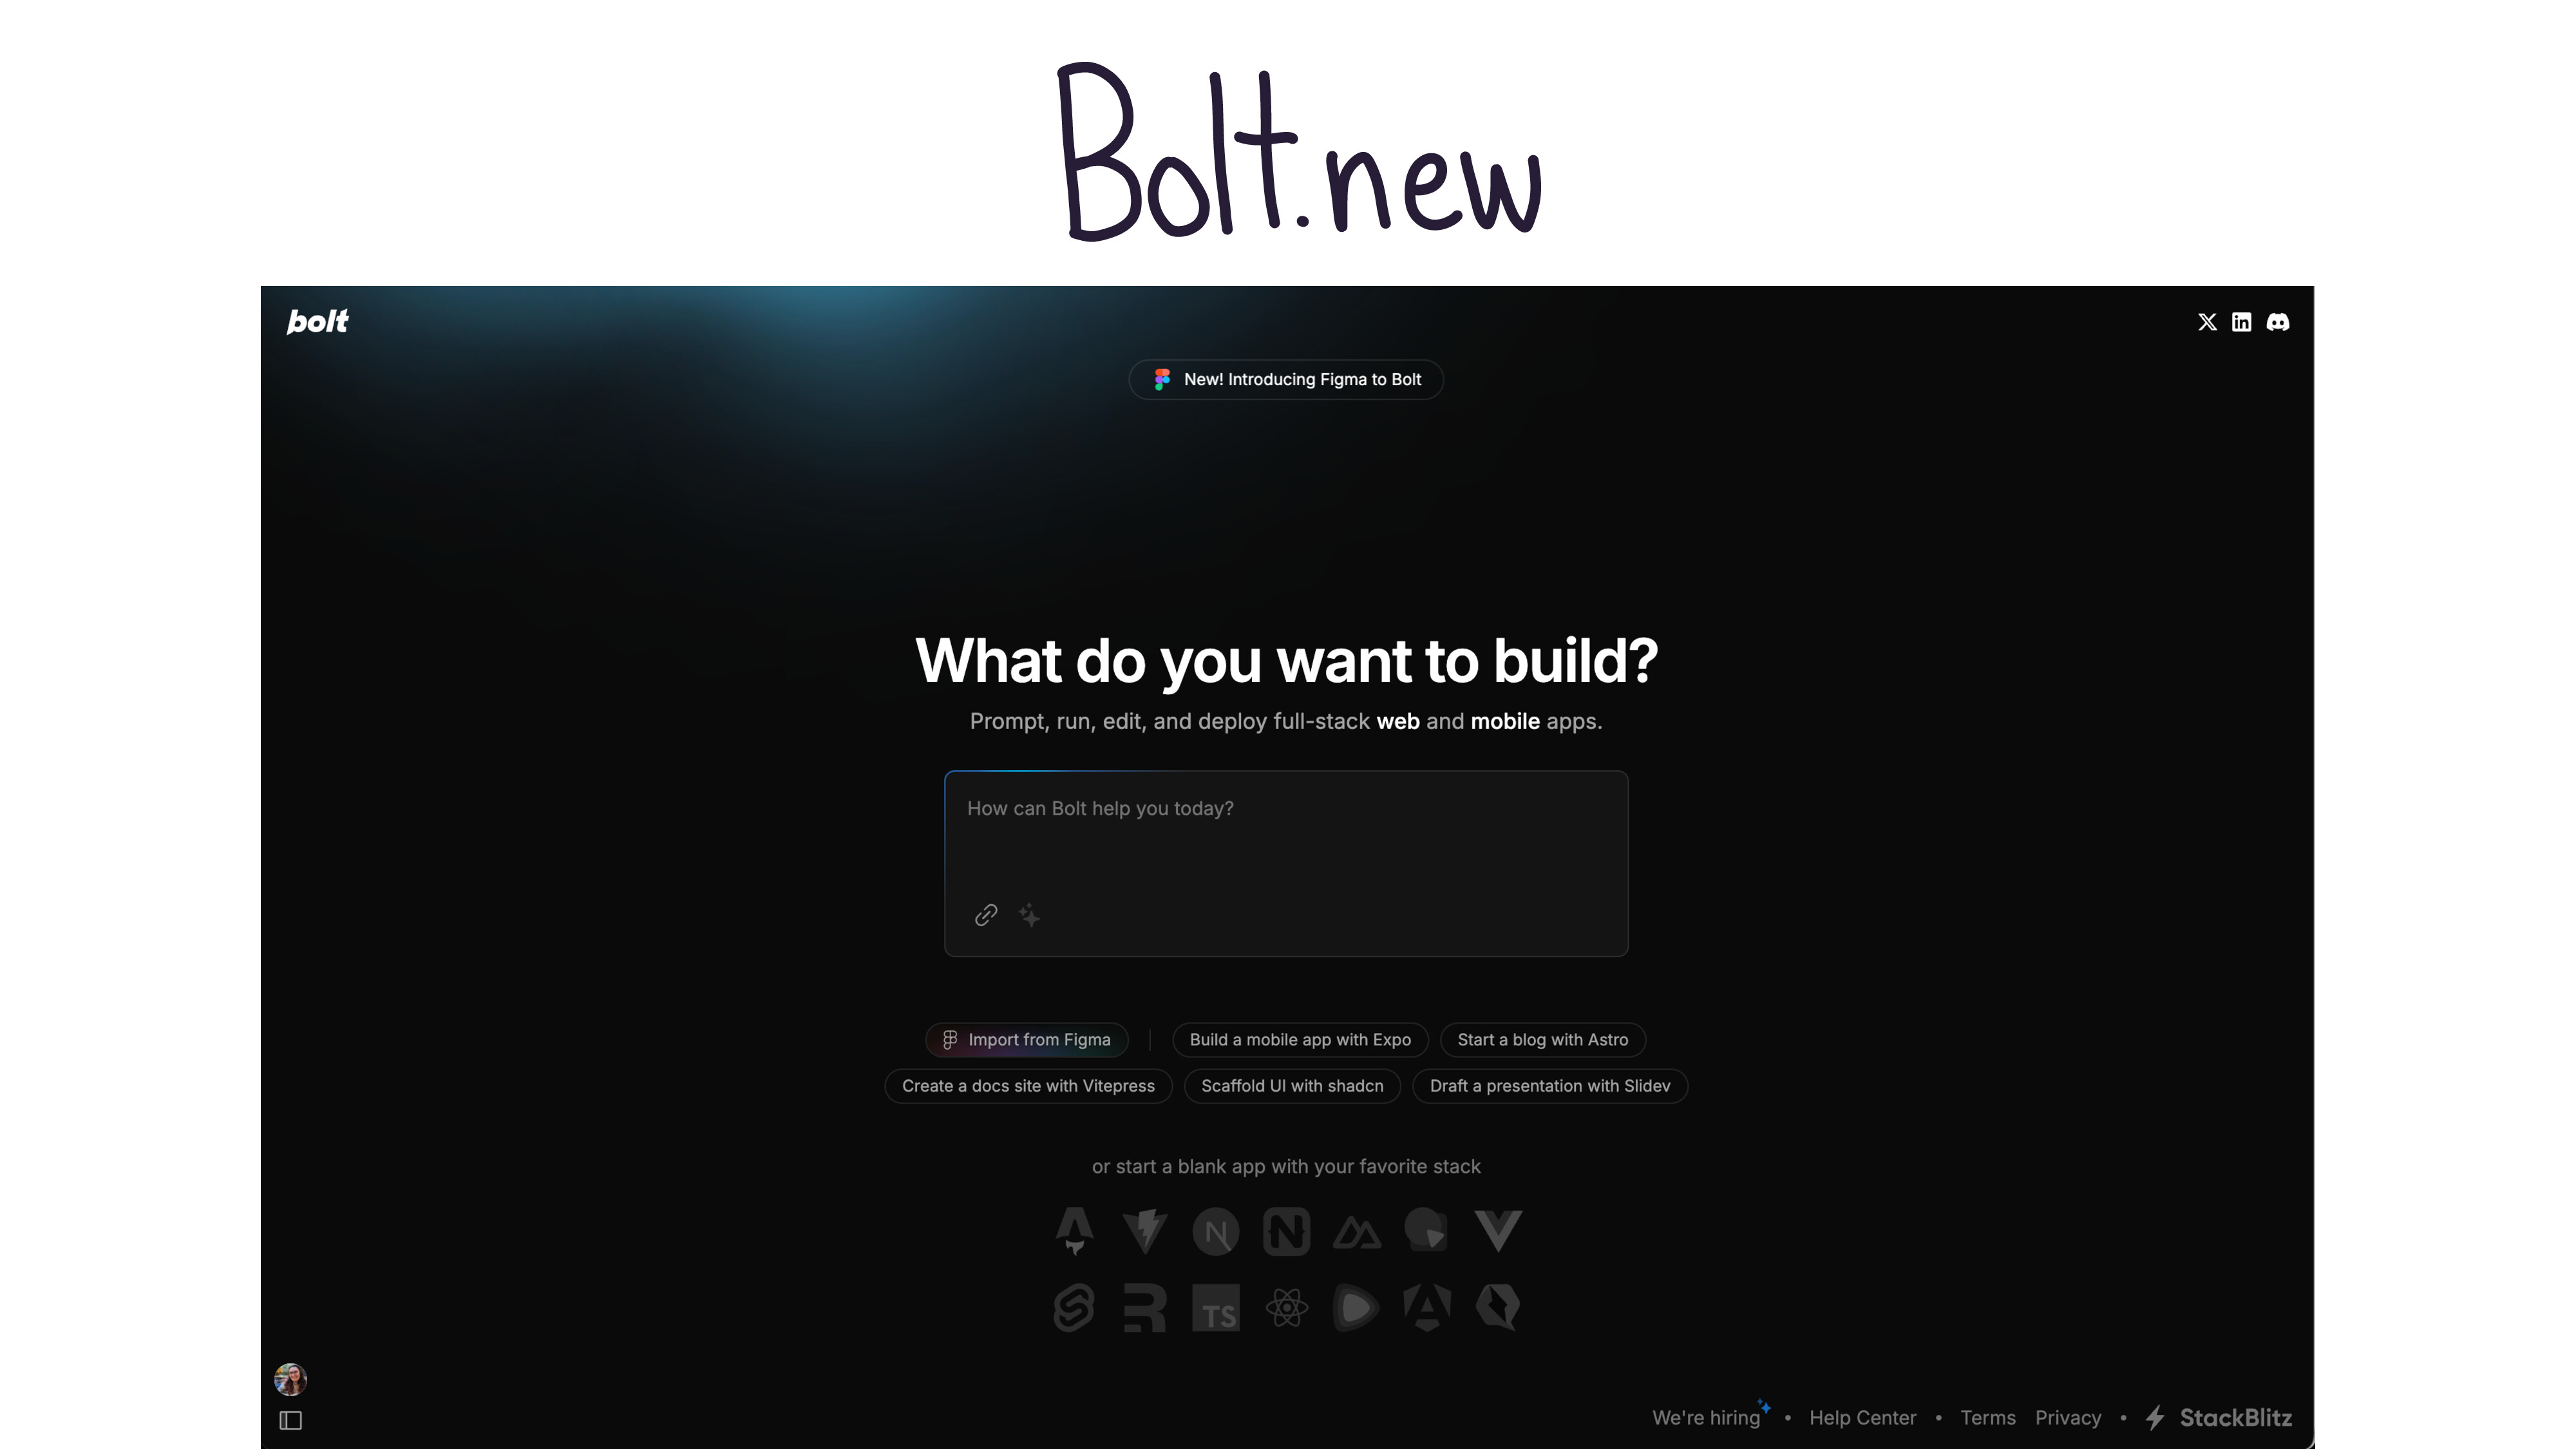 Bolt.new
bolt
New! Introducing Figma to Bolt
What do you want to build?
Prompt, run, edit, and deploy full-stack web and mobile apps.
How can Bolt help you today?
Import from Figma
Build a mobile app with Expo
Start a blog with Astro
Create a docs site with Vitepress
Scaffold UI with shadcn
Draft a presentation with Slidev
or start a blank app with your favorite stack
TS
We're hiring • Help Center • Terms Privacy • StackBlitz